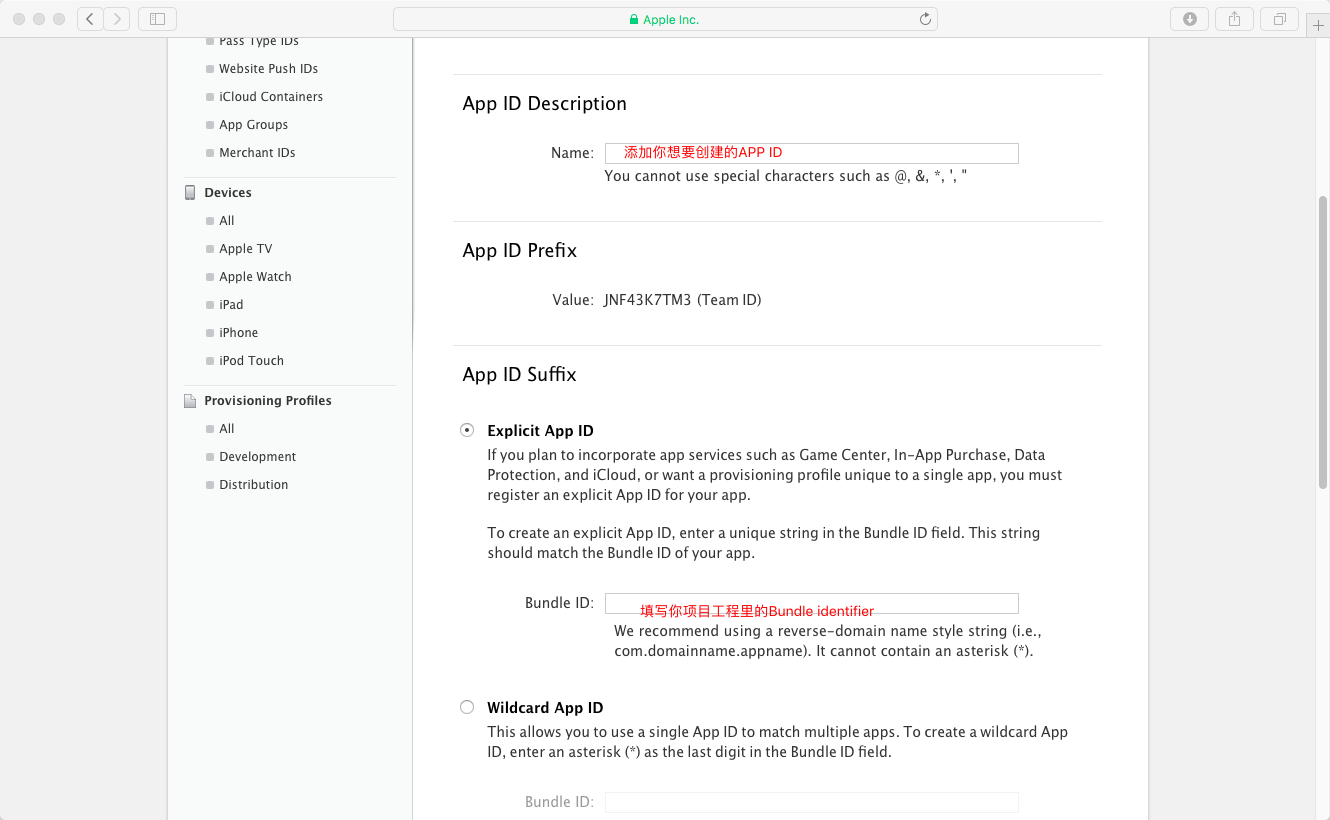 Apple Inc.
Pass Type IDs
Website Push IDs
iCloud Containers
App Groups
Merchant IDs
Devices
All
Apple TV
Apple Watch
iPad
iPhone
iPod Touch
Provisioning Profiles
All
Development
Distribution
App ID Description
Name: 添加你想要创建的APP ID
You cannot use special characters such as @, &, *, ', "
App ID Prefix
Value: JNF43K7TM3 (Team ID)
App ID Suffix
Explicit App ID
If you plan to incorporate app services such as Game Center, In-App Purchase, Data
Protection, and iCloud, or want a provisioning profile unique to a single app, you must
register an explicit App ID for your app.
To create an explicit App ID, enter a unique string in the Bundle ID field. This string
should match the Bundle ID of your app.
Bundle ID: 填写你项目工程里的Bundle identifier
We recommend using a reverse-domain name style string (i.e.,
com.domainname.appname). It cannot contain an asterisk (*).
Wildcard App ID
This allows you to use a single App ID to match multiple apps. To create a wildcard App
ID, enter an asterisk (*) as the last digit in the Bundle ID field.
Bundle ID: